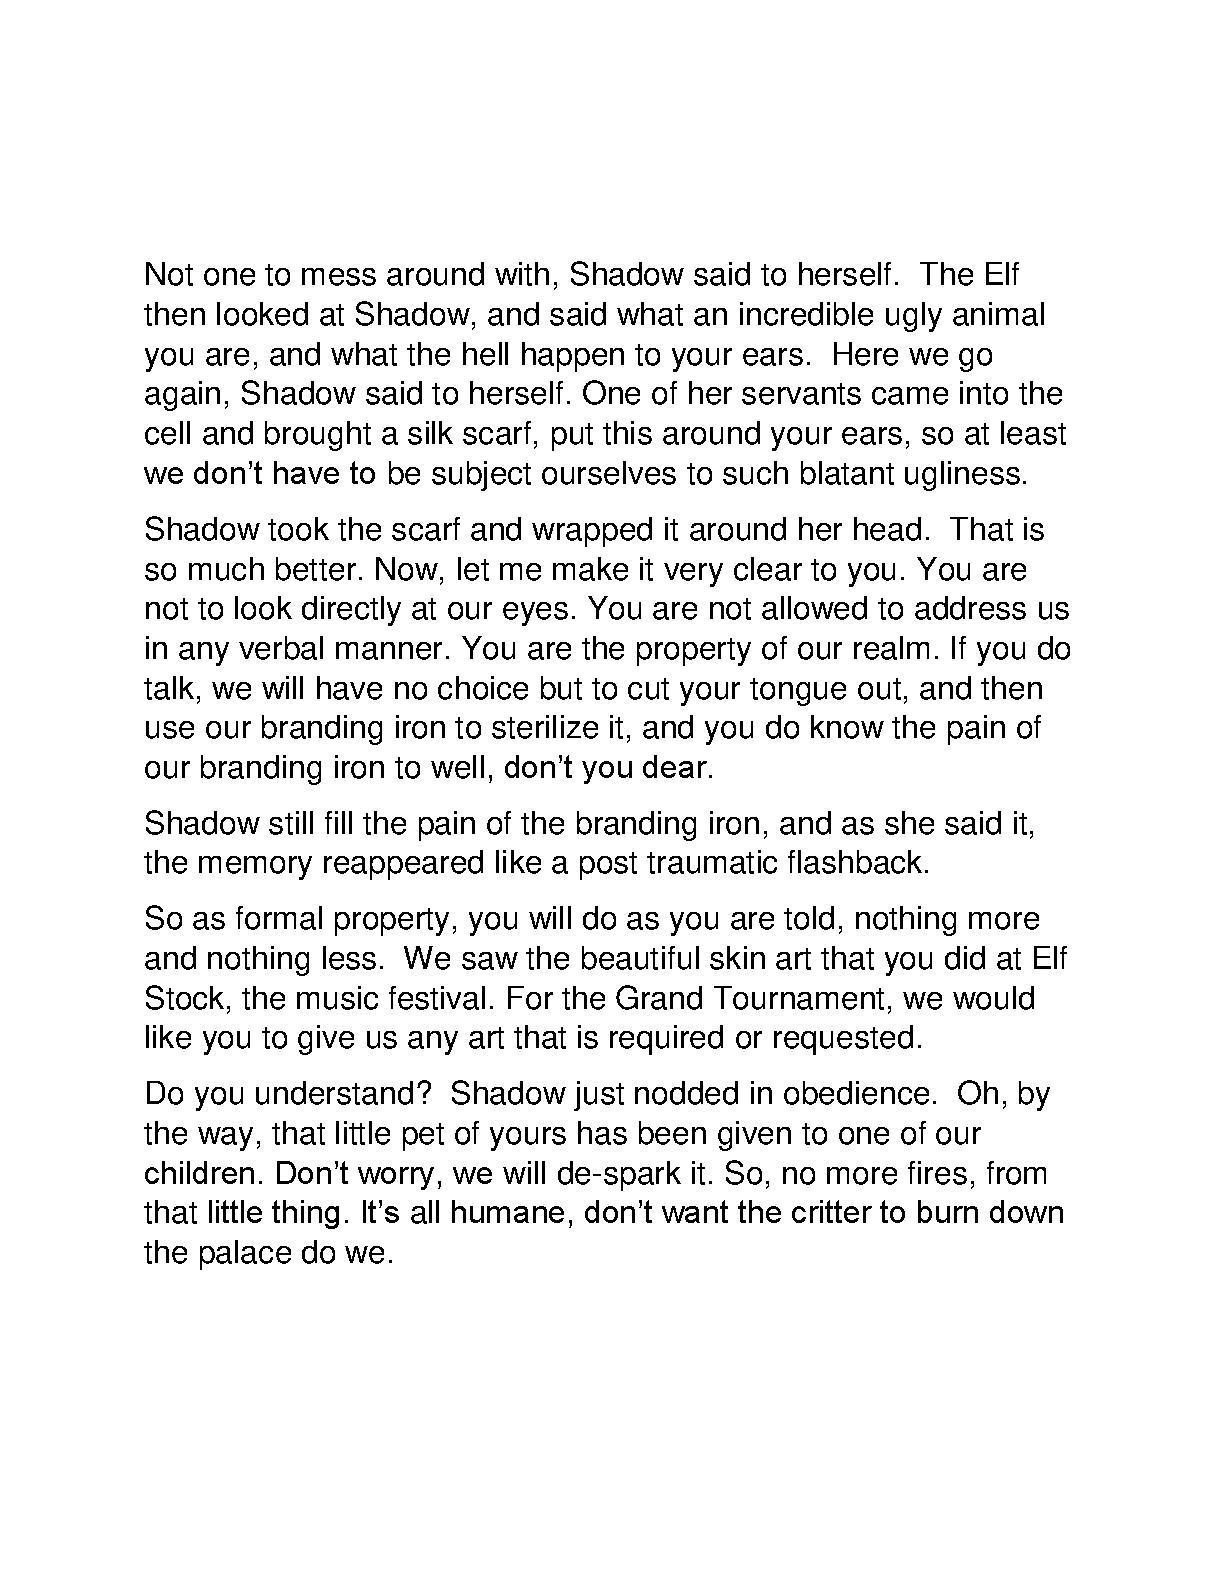 Not one to mess around with, Shadow said to herself.  The Elf
then looked at Shadow, and said what an incredible ugly animal
you are, and what the hell happen to your ears.  Here we go
again, Shadow said to herself. One of her servants came into the
cell and brought a silk scarf, put this around your ears, so at least
we don’t have to be subject ourselves to such blatant ugliness.
Shadow took the scarf and wrapped it around her head.  That is
so much better. Now, let me make it very clear to you. You are
not to look directly at our eyes. You are not allowed to address us
in any verbal manner. You are the property of our realm. If you do
talk, we will have no choice but to cut your tongue out, and then
use our branding iron to sterilize it, and you do know the pain of
our branding iron to well, don’t you dear.
Shadow still fill the pain of the branding iron, and as she said it,
the memory reappeared like a post traumatic flashback.
So as formal property, you will do as you are told, nothing more
and nothing less.  We saw the beautiful skin art that you did at Elf
Stock, the music festival. For the Grand Tournament, we would
like you to give us any art that is required or requested.
Do you understand?  Shadow just nodded in obedience.  Oh, by
the way, that little pet of yours has been given to one of our
children. Don’t worry, we will de-spark it. So, no more fires, from
that little thing. It’s all humane, don’t want the critter to burn down
the palace do we.